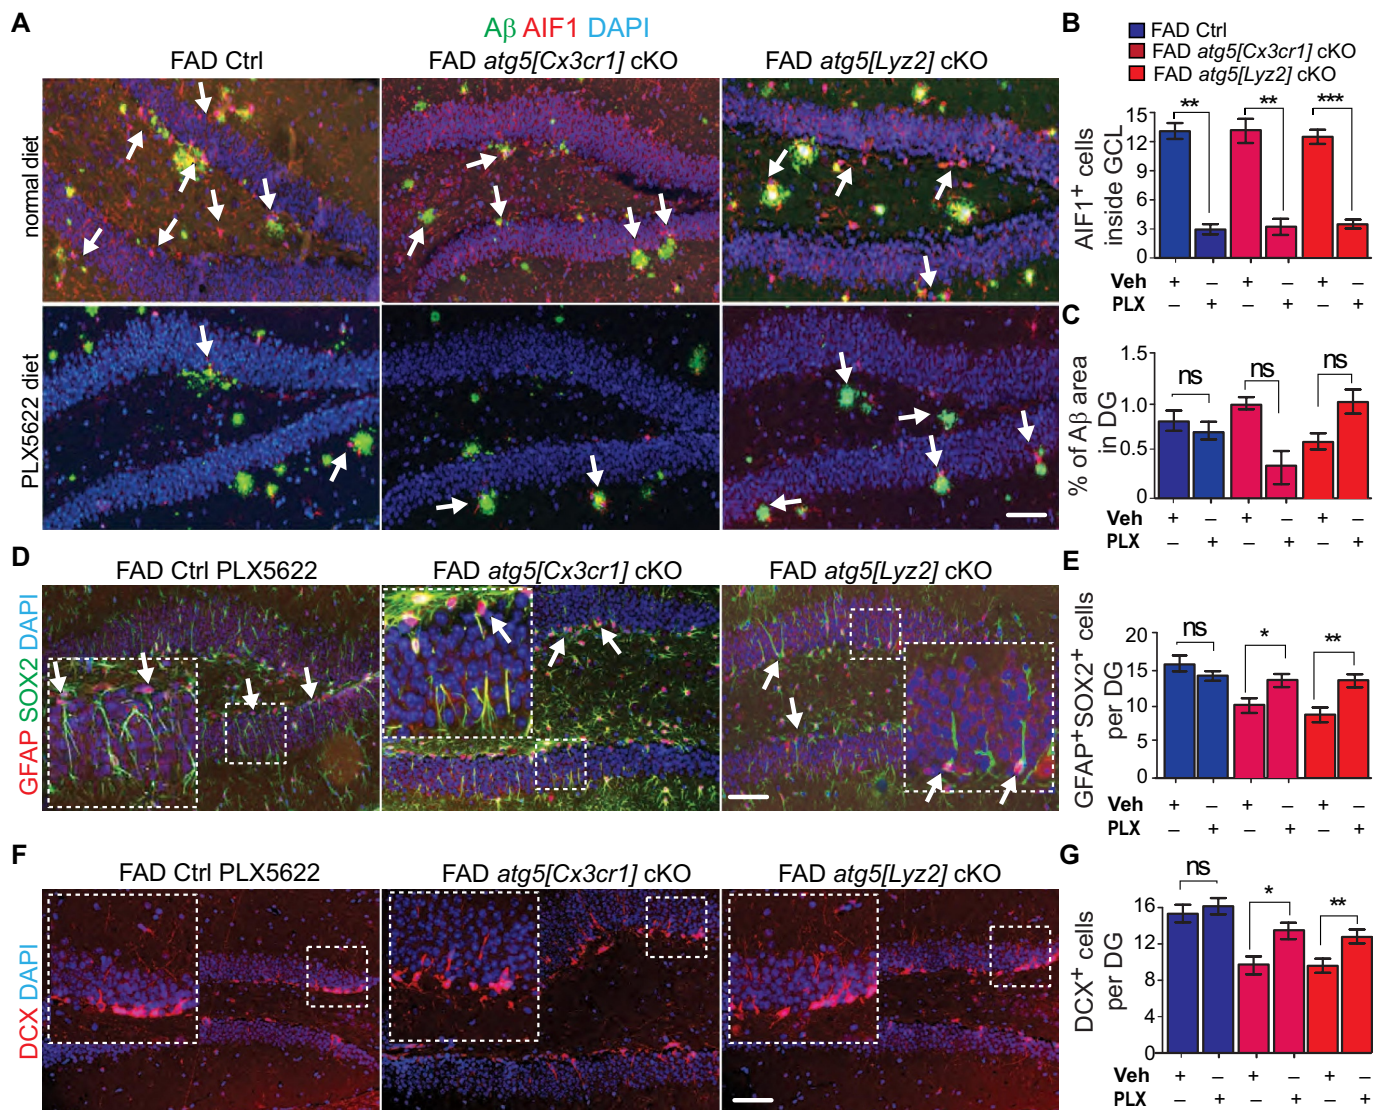 A
Aβ AIF1 DAPI
FAD Ctrl
FAD atg5[Cx3cr1] cKO
FAD atg5[Lyz2] cKO
normal diet
PLX5622 diet
B
FAD Ctrl
FAD atg5[Cx3cr1] cKO
FAD atg5[Lyz2] cKO
AIF1⁺ cells
inside GCL
15
12
9
6
3
0
** ** ***
Veh + – + – + –
PLX – + – + – +
C
% of Aβ area
in DG
1.5
1.0
0.5
0
ns ns ns
Veh + – + – + –
PLX – + – + – +
D
FAD Ctrl PLX5622
FAD atg5[Cx3cr1] cKO
FAD atg5[Lyz2] cKO
GFAP SOX2 DAPI
E
GFAP⁺SOX2⁺ cells
per DG
20
15
10
5
0
ns * **
Veh + – + – + –
PLX – + – + – +
F
FAD Ctrl PLX5622
FAD atg5[Cx3cr1] cKO
FAD atg5[Lyz2] cKO
DCX DAPI
G
DCX⁺ cells
per DG
16
12
8
4
0
ns * **
Veh + – + – + –
PLX – + – + – +